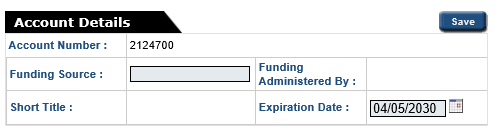 Account Details
Save
Account Number : 2124700
Funding Source :
Funding
Administered By :
Short Title :
Expiration Date : 04/05/2030